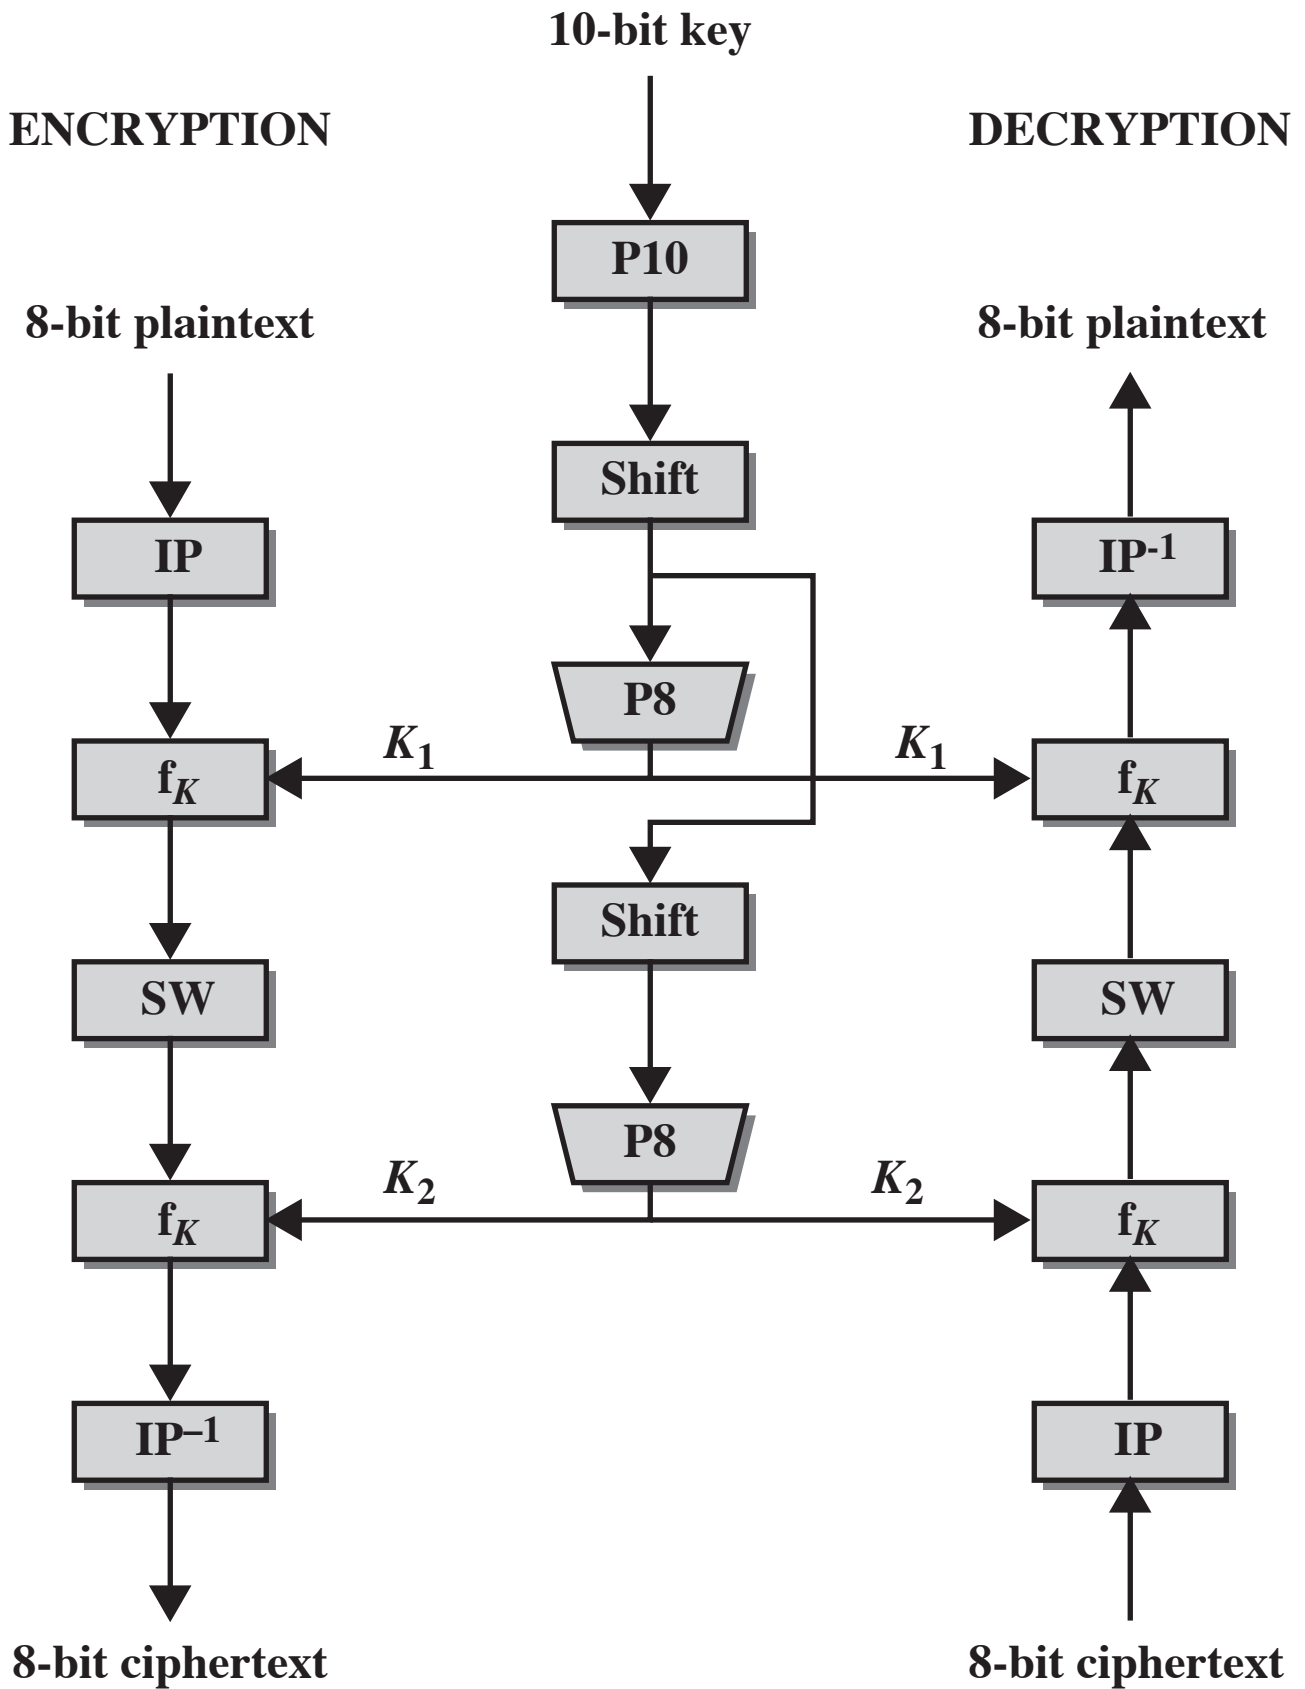 10-bit key
ENCRYPTION
DECRYPTION
P10
8-bit plaintext
8-bit plaintext
Shift
IP
IP-1
P8
K1
K1
fK
fK
Shift
SW
SW
P8
K2
K2
fK
fK
IP–1
IP
8-bit ciphertext
8-bit ciphertext